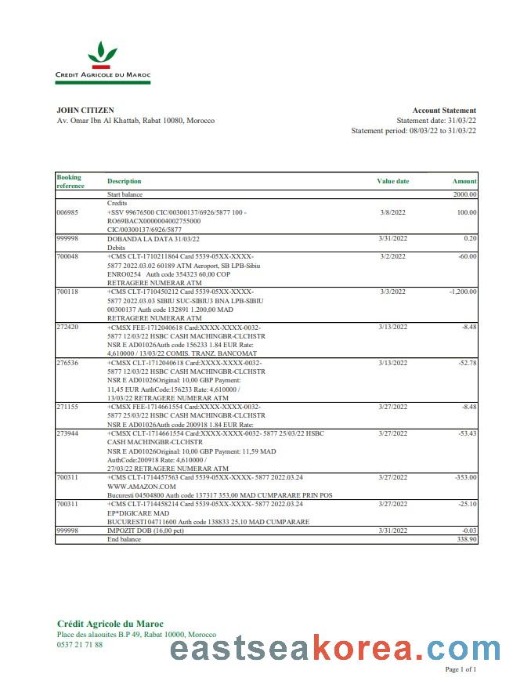 CREDIT AGRICOLE DU MAROC
JOHN CITIZEN
Av. Omar Ibn Al Khattab, Rabat 10080, Morocco
Account Statement
Statement date: 31/03/22
Statement period: 08/03/22 to 31/03/22
Booking reference Description Value date Amount
Start balance 2000.00
Credits
006985 +SSV 99676500 CIC/00300137/6926/5877 100 - 3/8/2022 100.00
RO69BACX0000004002755000
CIC/00300137/6926/5877
999998 DOBANDA LA DATA 31/03/22 3/31/2022 0.20
Debits
700048 +CMS CLT-1710211864 Card 5539-05XX-XXXX- 3/2/2022 -60.00
5877 2022.03.02 60189 ATM Aeroport, SB LPB-Sibiu
ENRO0254 Auth code 354323 60,00 COP
RETRAGERE NUMERAR ATM
700118 +CMS CLT-1710450212 Card 5539-05XX-XXXX- 3/3/2022 -1,200.00
5877 2022.03.03 SIBIU SUC-SIBIU3 BNA LPB-SIBIU
00300137 Auth code 132891 1.200,00 MAD
RETRAGERE NUMERAR ATM
272420 +CMSX FEE-1712040618 Card:XXXX-XXXX-0032- 3/13/2022 -8.48
5877 12/03/22 HSBC CASH MACHINGBR-CLCHSTR
NSR E AD01026Auth code 156233 1.84 EUR Rate:
4,610000 / 13/03/22 COMIS. TRANZ. BANCOMAT
276536 +CMSX CLT-1712040618 Card:XXXX-XXXX-0032- 3/13/2022 -52.78
5877 12/03/22 HSBC CASH MACHINGBR-CLCHSTR
NSR E AD01026Original: 10,00 GBP Payment:
11,45 EUR AuthCode:156233 Rate: 4,610000 /
13/03/22 RETRAGERE NUMERAR ATM
271155 +CMSX FEE-1714661554 Card:XXXX-XXXX-0032- 3/27/2022 -8.48
5877 25/03/22 HSBC CASH MACHINGBR-CLCHSTR
NSR E AD01026Auth code 200918 1.84 EUR Rate:
273944 +CMSX CLT-1714661554 Card:XXXX-XXXX-0032- 5877 25/03/22 HSBC 3/27/2022 -53.43
CASH MACHINGBR-CLCHSTR
NSR E AD01026Original: 10,00 GBP Payment: 11,59 MAD
AuthCode:200918 Rate: 4,610000 /
27/03/22 RETRAGERE NUMERAR ATM
700311 +CMS CLT-1714457563 Card 5539-05XX-XXXX- 5877 2022.03.24 3/27/2022 -353.00
WWW.AMAZON.COM
Bucuresti 04504800 Auth code 137317 353,00 MAD CUMPARARE PRIN POS
700311 +CMS CLT-1714458214 Card 5539-05XX-XXXX- 5877 2022.03.24 3/27/2022 -25.10
EP*DIGICARE MAD
BUCURESTI 04711600 Auth code 138833 25,10 MAD CUMPARARE
999998 IMPOZIT DOB (16,00 pct) 3/31/2022 -0.03
End balance 338.90
Crédit Agricole du Maroc
Place des alaouites B.P 49, Rabat 10000, Morocco
0537 21 71 88
eastseakorea.com
Page 1 of 1